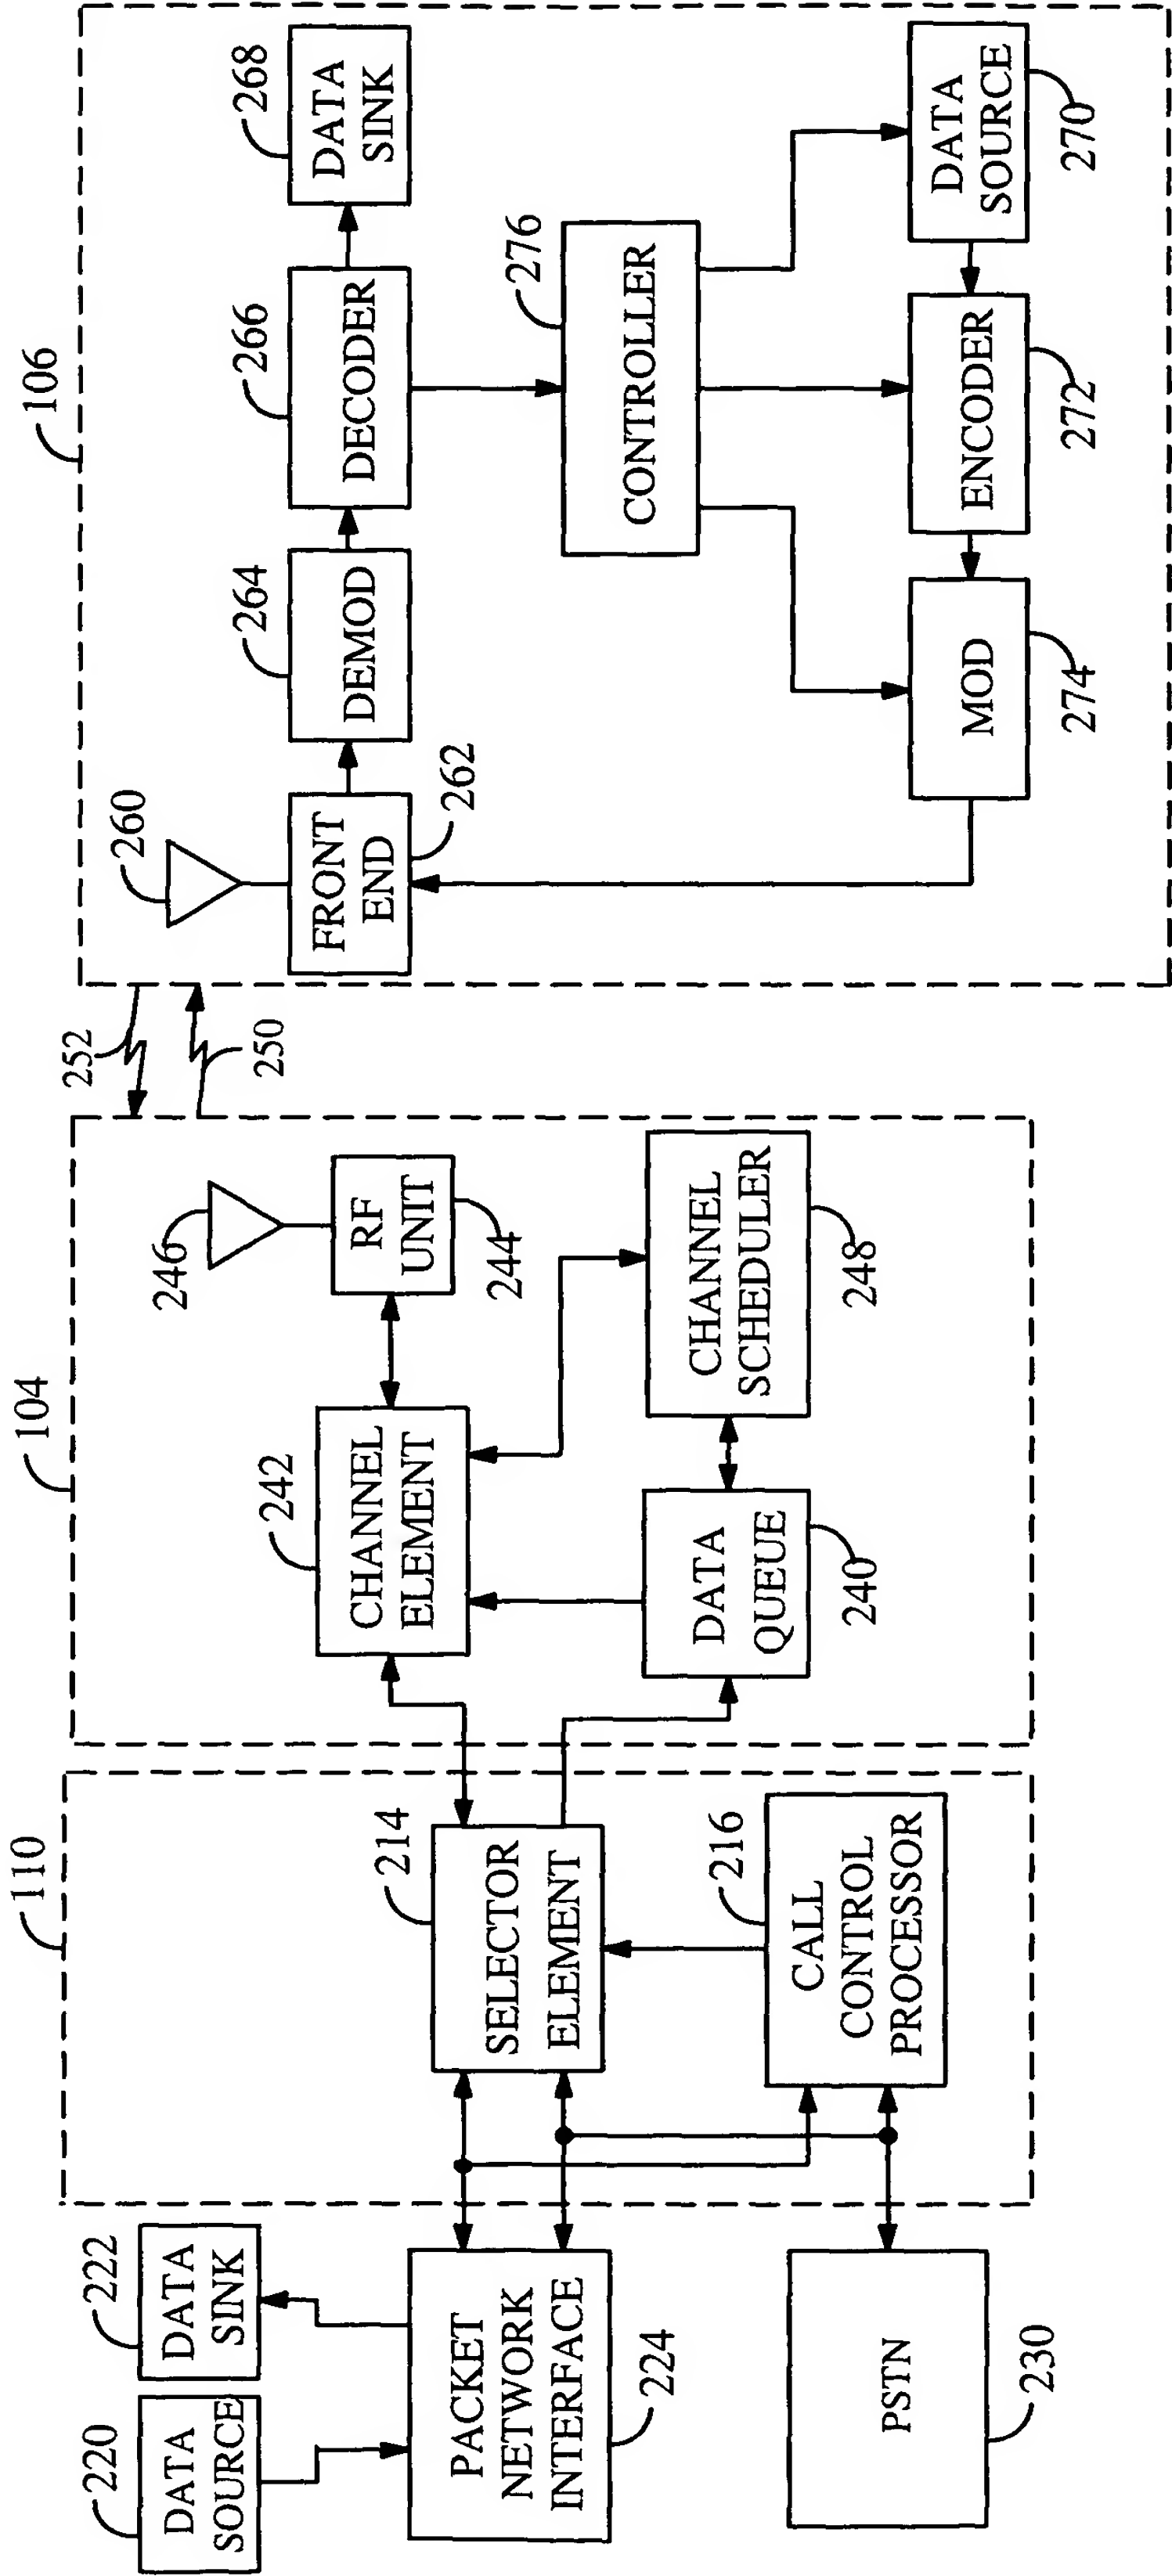 110
104
106
220
DATA
SOURCE
222
DATA
SINK
PACKET
NETWORK
INTERFACE
224
PSTN
230
214
SELECTOR
ELEMENT
216
CALL
CONTROL
PROCESSOR
242
CHANNEL
ELEMENT
246
RF
UNIT
244
DATA
QUEUE
240
CHANNEL
SCHEDULER
248
252
250
260
FRONT
END
262
264
DEMOD
266
DECODER
268
DATA
SINK
276
CONTROLLER
MOD
274
ENCODER
272
DATA
SOURCE
270